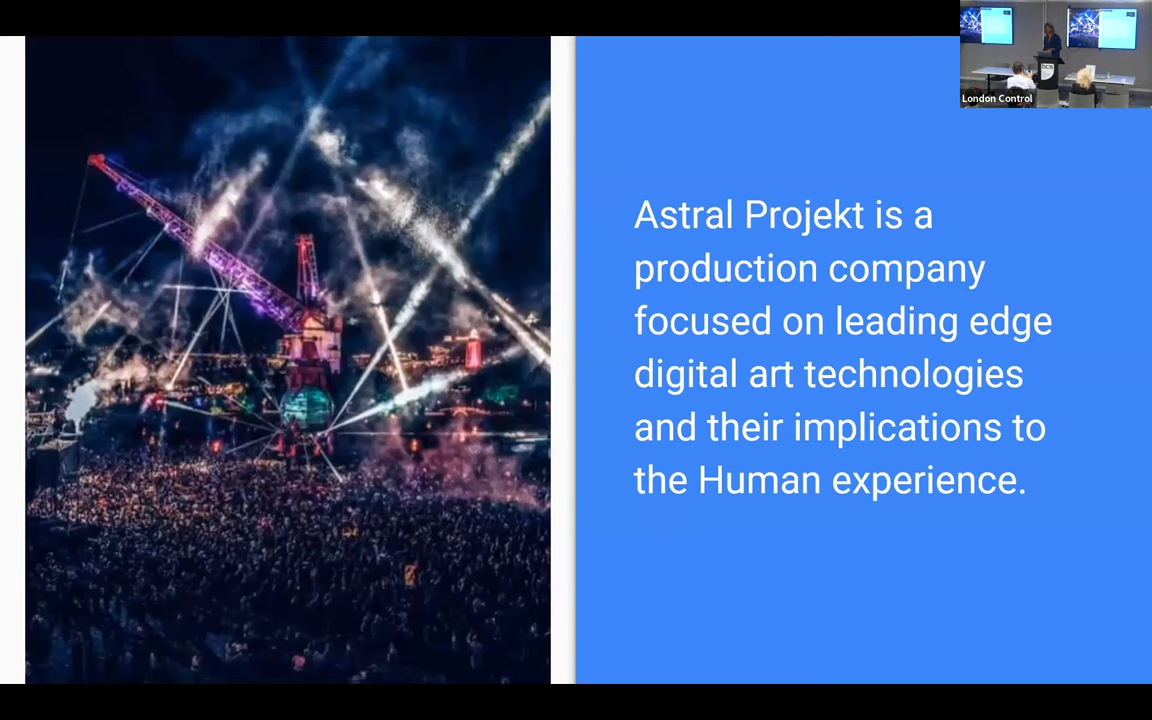 London Control
Astral Projekt is a
production company
focused on leading edge
digital art technologies
and their implications to
the Human experience.